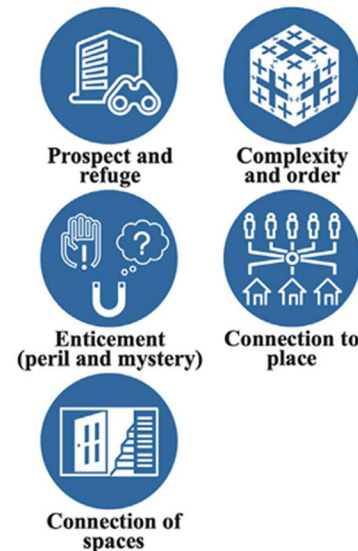 Prospect and
refuge
Complexity
and order
!
?
Enticement
(peril and mystery)
Connection to
place
Connection of
spaces